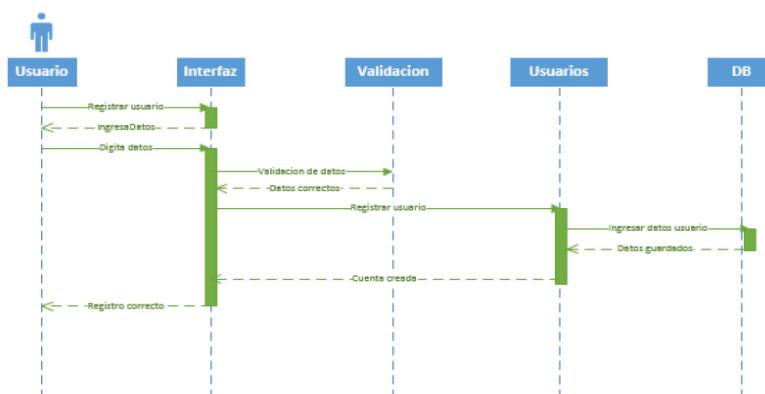 Usuario
Interfaz
Validacion
Usuarios
DB
Registrar usuario
IngresaDatos
Digita datos
Validacion de datos
Datos correctos
Registrar usuario
Ingresar datos usuario
Datos guardados
Cuenta creada
Registro correcto